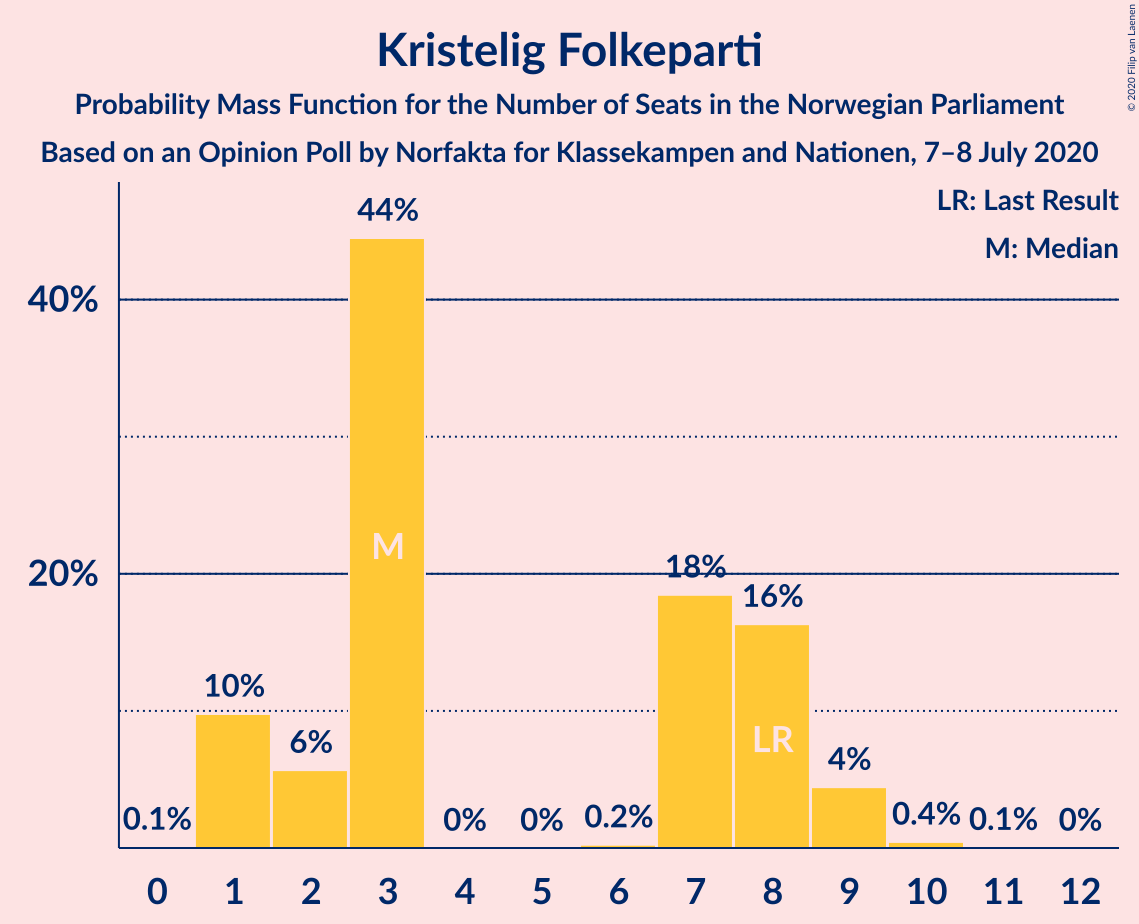 Kristelig Folkeparti
Probability Mass Function for the Number of Seats in the Norwegian Parliament
Based on an Opinion Poll by Norfakta for Klassekampen and Nationen, 7–8 July 2020
© 2020 Filip van Laenen
LR: Last Result
M: Median
40%
20%
0.1%
10%
6%
44%
0%
0%
0.2%
18%
16%
4%
0.4%
0.1%
0%
M
LR
0 1 2 3 4 5 6 7 8 9 10 11 12